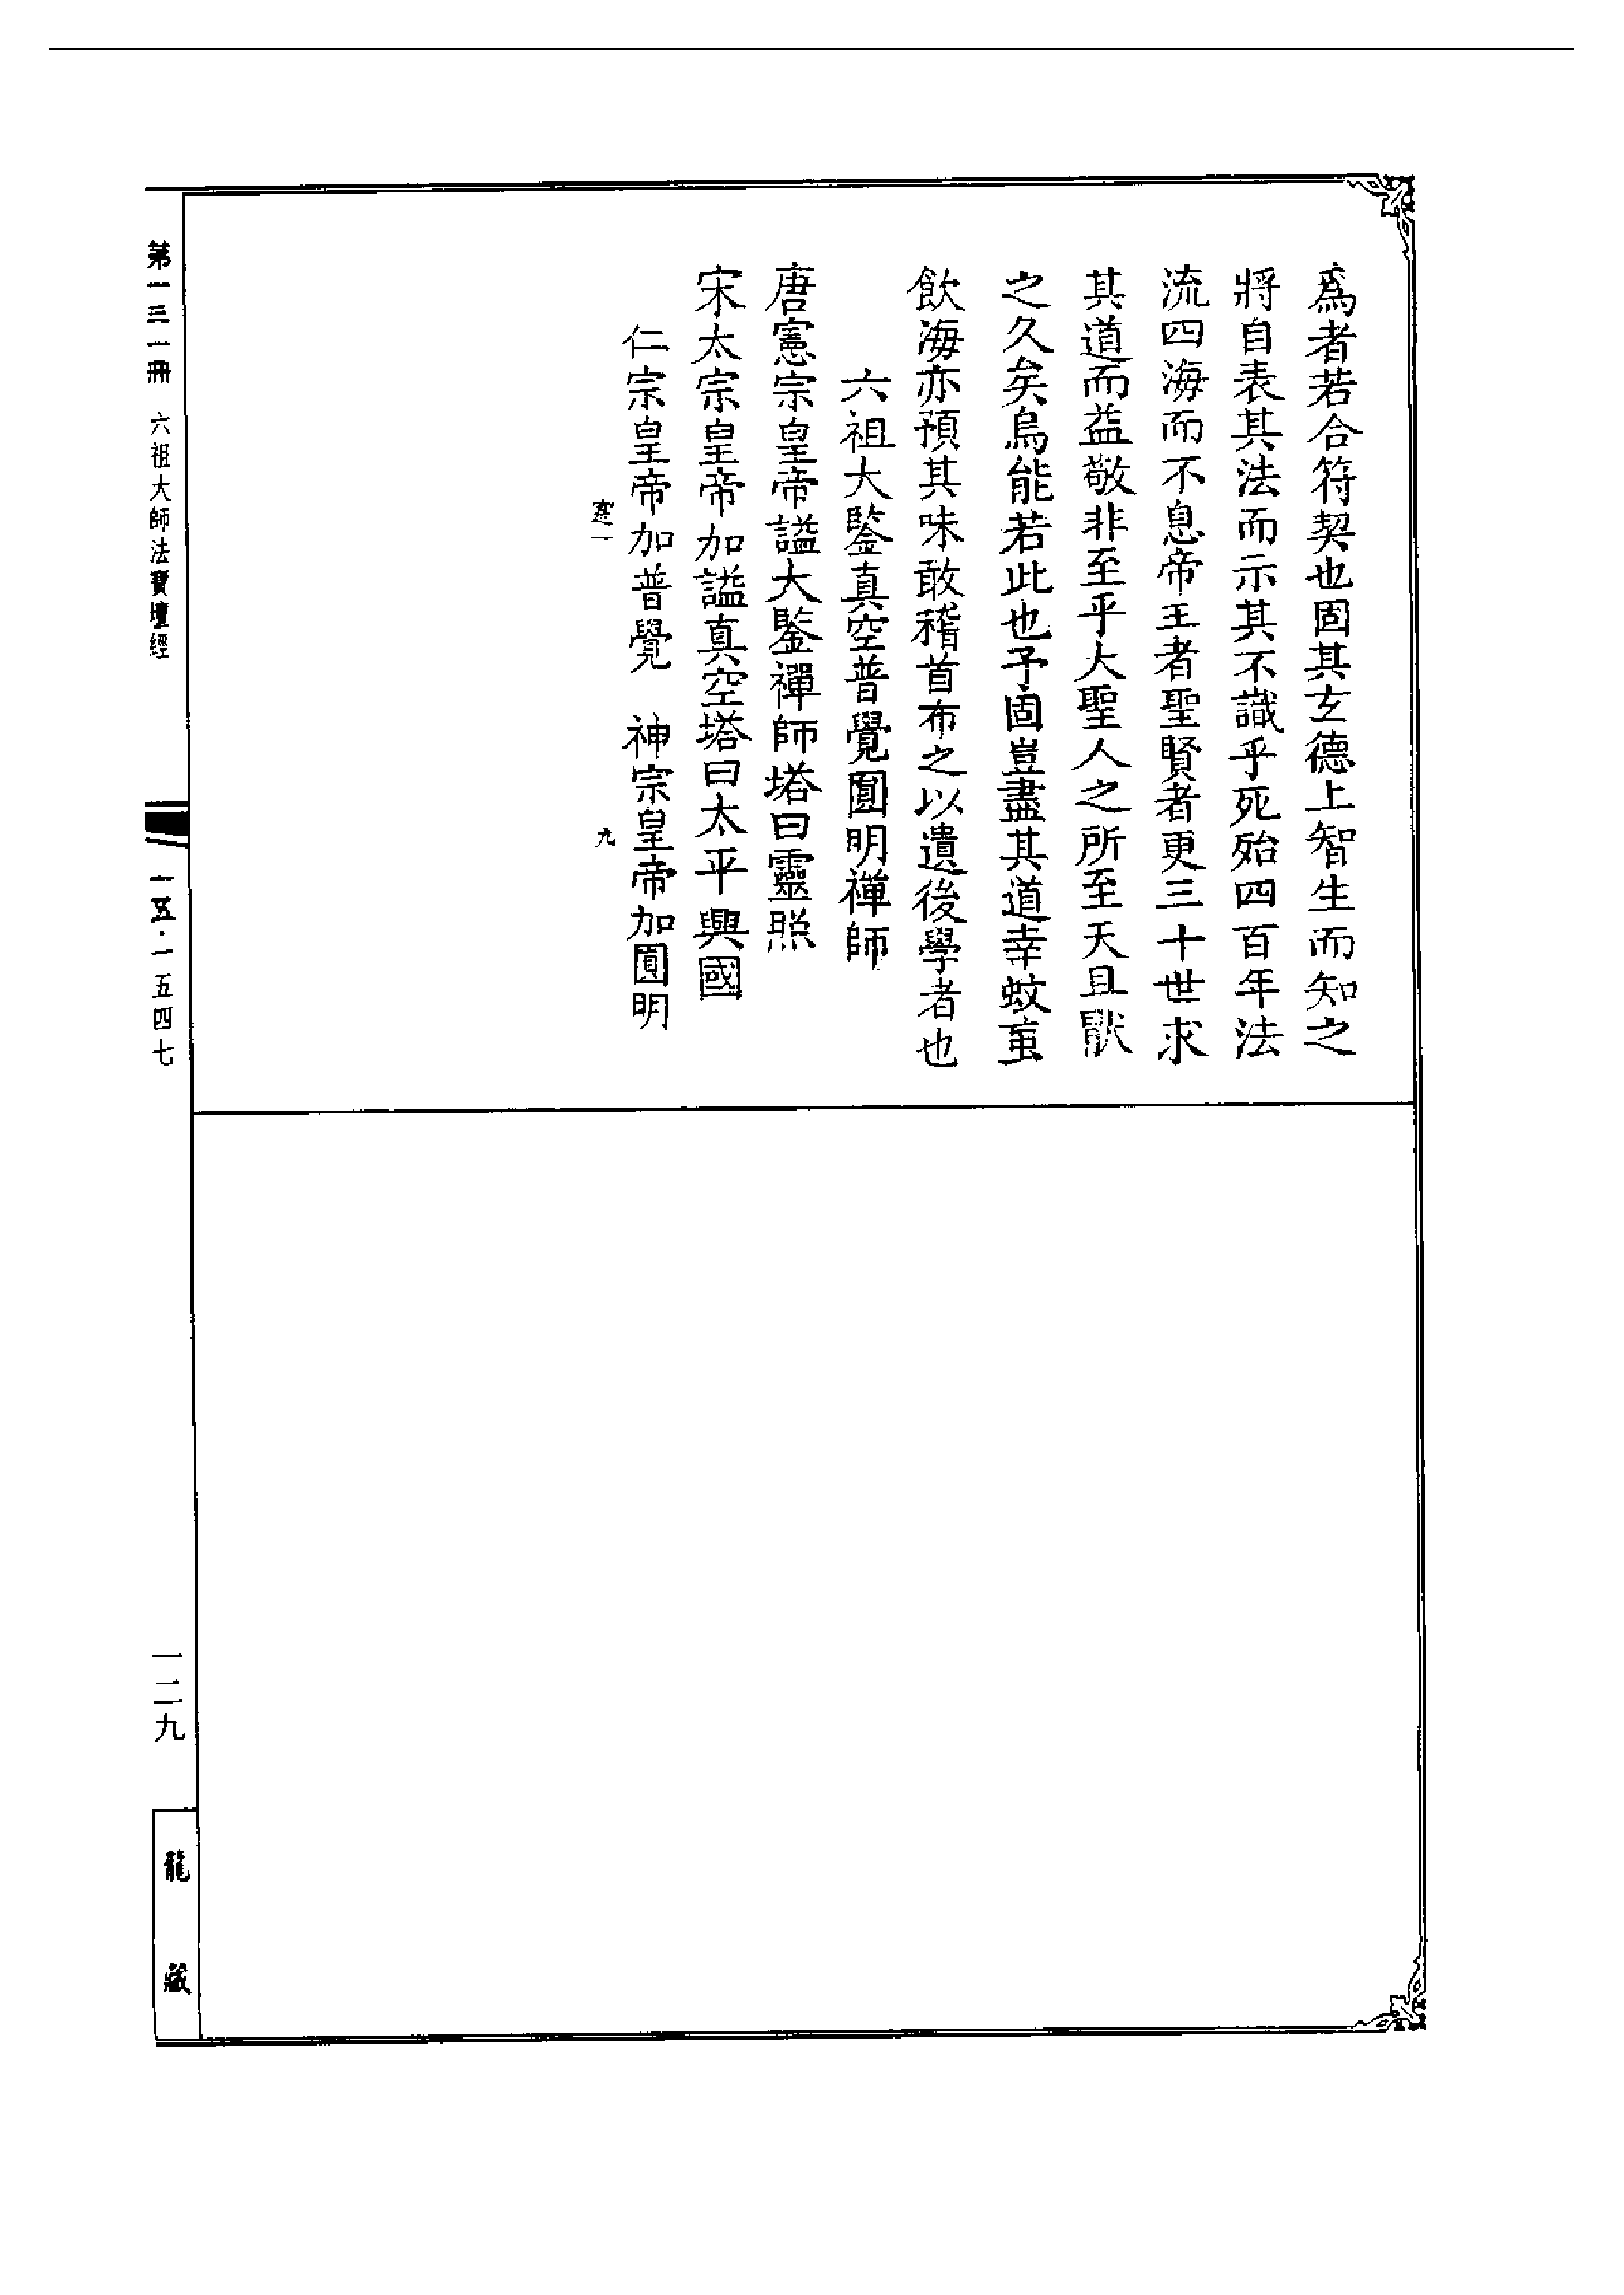 爲者若合符契也固其玄德上智生而知之
將自表其法而示其不識乎死殆四百年法
流四海而不息帝王者聖賢者更三十世求
其道而益敬非至乎大聖人之所至天且猒
之久矣烏能若此也予固豈盡其道幸蚊䖟
飲海亦預其味敢稽首布之以遺後學者也
六祖大鑒真空普覺圓明禪師
唐憲宗皇帝謚大鑒禪師塔曰靈照
宋太宗皇帝加謚真空塔曰太平興國
仁宗皇帝加普覺　神宗皇帝加圓明
九
第一三一冊 六祖大師法寶壇經
一五·一五四七
一二九
龍藏